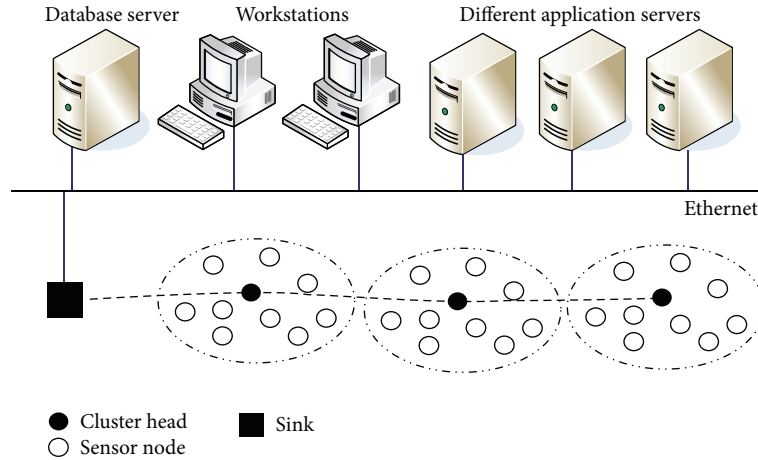 Database server
Workstations
Different application servers
Ethernet
Cluster head
Sink
Sensor node